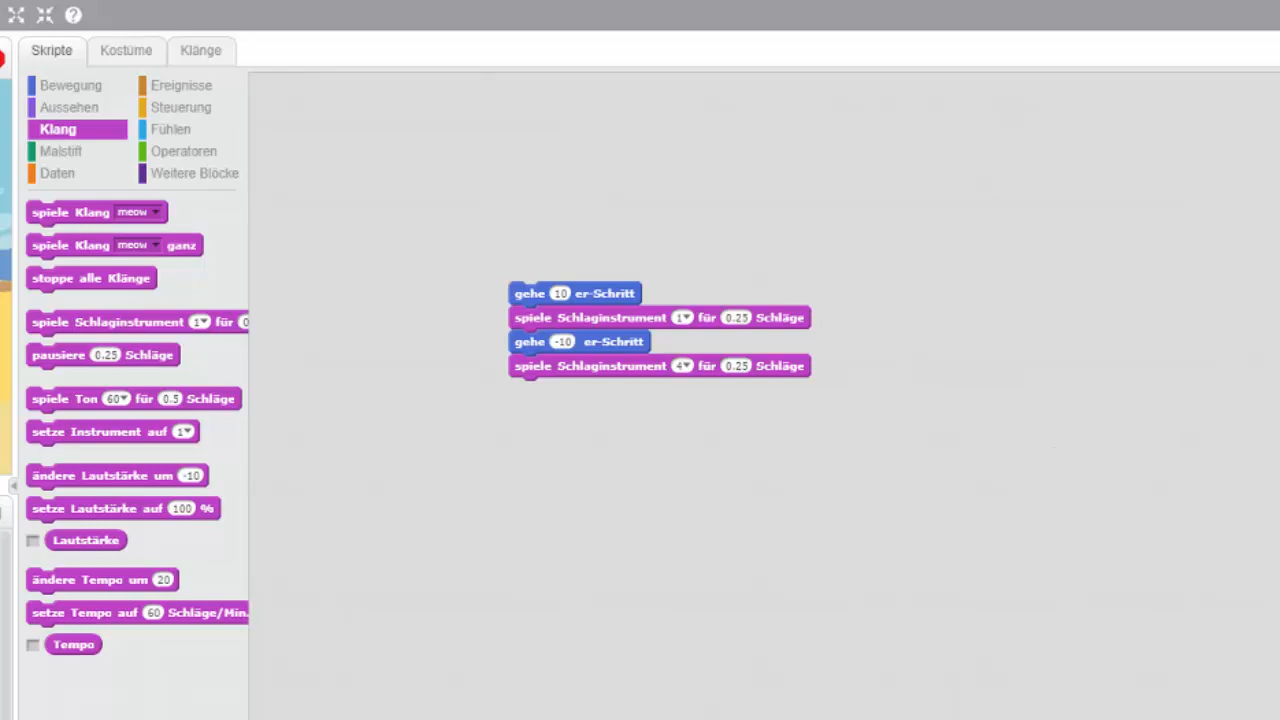 ?
Skripte Kostüme Klänge
Bewegung Ereignisse
Aussehen Steuerung
Klang Fühlen
Malstift Operatoren
Daten Weitere Blöcke
spiele Klang meow
spiele Klang meow ganz
stoppe alle Klänge
spiele Schlaginstrument 1 für
pausiere 0.25 Schläge
spiele Ton 60 für 0.5 Schläge
setze Instrument auf 1
ändere Lautstärke um -10
setze Lautstärke auf 100 %
Lautstärke
ändere Tempo um 20
setze Tempo auf 60 Schläge/Min.
Tempo
gehe 10 er-Schritt
spiele Schlaginstrument 1 für 0.25 Schläge
gehe -10 er-Schritt
spiele Schlaginstrument 4 für 0.25 Schläge